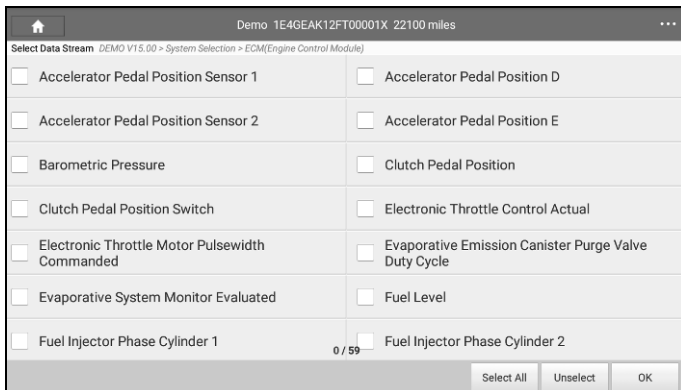 Demo 1E4GEAK12FT00001X 22100 miles
...
Select Data Stream DEMO V15.00 > System Selection > ECM(Engine Control Module)
Accelerator Pedal Position Sensor 1
Accelerator Pedal Position D
Accelerator Pedal Position Sensor 2
Accelerator Pedal Position E
Barometric Pressure
Clutch Pedal Position
Clutch Pedal Position Switch
Electronic Throttle Control Actual
Electronic Throttle Motor Pulsewidth
Commanded
Evaporative Emission Canister Purge Valve
Duty Cycle
Evaporative System Monitor Evaluated
Fuel Level
Fuel Injector Phase Cylinder 1
Fuel Injector Phase Cylinder 2
0 / 59
Select All
Unselect
OK